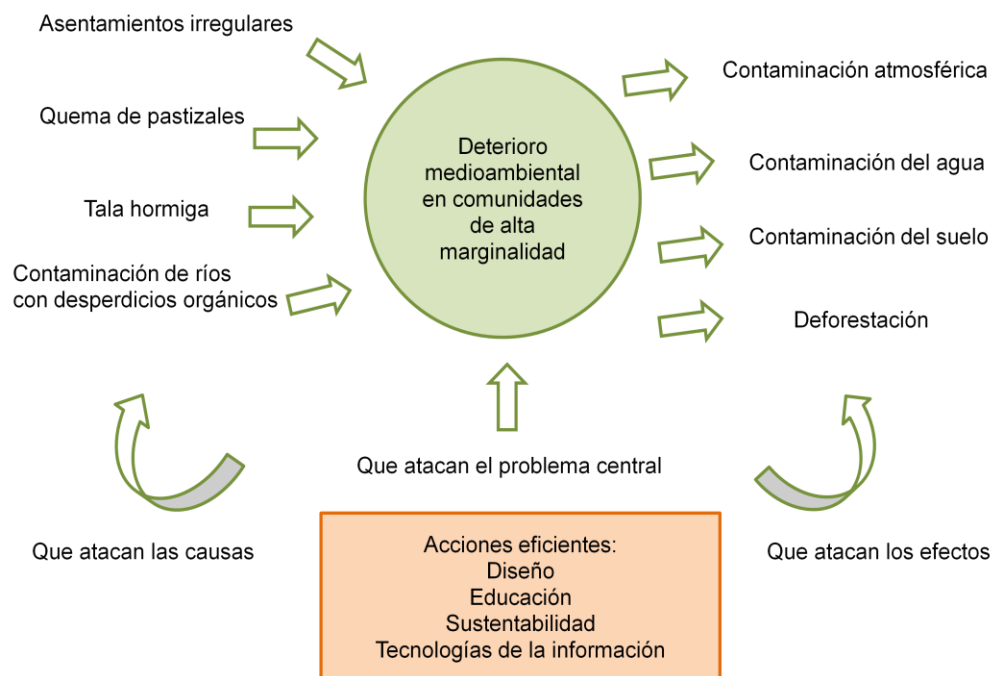 Asentamientos irregulares
Quema de pastizales
Tala hormiga
Contaminación de ríos
con desperdicios orgánicos
Deterioro
medioambiental
en comunidades
de alta
marginalidad
Contaminación atmosférica
Contaminación del agua
Contaminación del suelo
Deforestación
Que atacan el problema central
Que atacan las causas
Acciones eficientes:
Diseño
Educación
Sustentabilidad
Tecnologías de la información
Que atacan los efectos